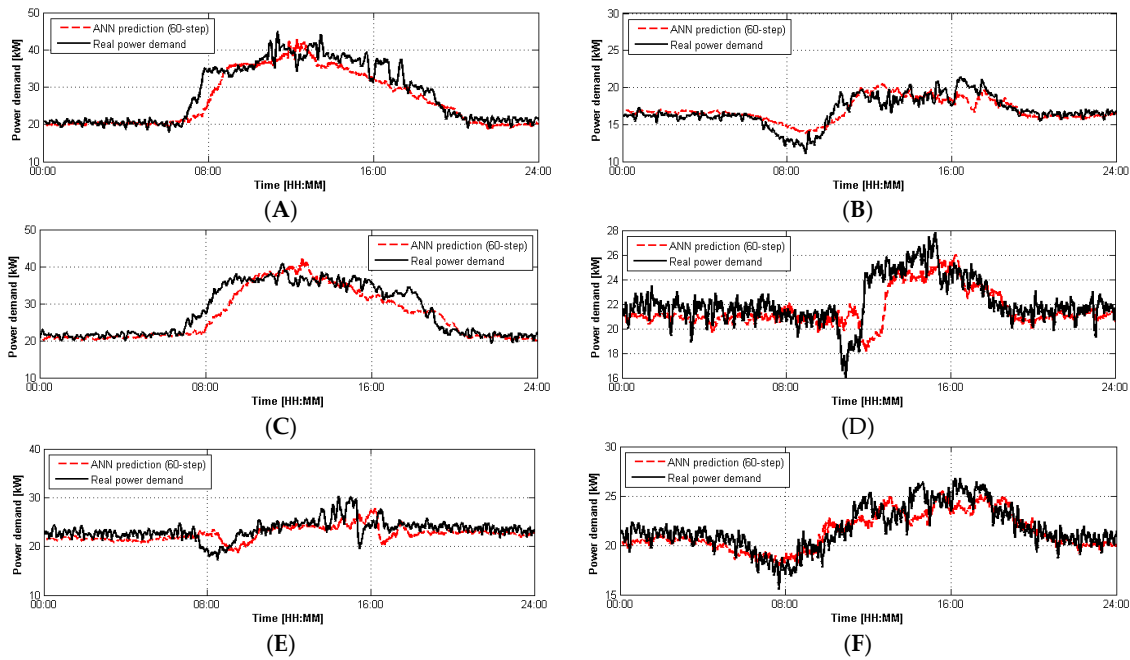 50
ANN prediction (60-step)
Real power demand
40
30
20
10
00:00 08:00 16:00 24:00
Time [HH:MM]
Power demand [kW]
(A)
30
ANN prediction (60-step)
Real power demand
25
20
15
10
00:00 08:00 16:00 24:00
Time [HH:MM]
Power demand [kW]
(B)
50
ANN prediction (60-step)
Real power demand
40
30
20
10
00:00 08:00 16:00 24:00
Time [HH:MM]
Power demand [kW]
(C)
28
ANN prediction (60-step)
Real power demand
26
24
22
20
18
16
00:00 08:00 16:00 24:00
Time [HH:MM]
Power demand [kW]
(D)
40
ANN prediction (60-step)
Real power demand
30
20
10
00:00 08:00 16:00 24:00
Time [HH:MM]
Power demand [kW]
(E)
30
ANN prediction (60-step)
Real power demand
25
20
15
00:00 08:00 16:00 24:00
Time [HH:MM]
Power demand [kW]
(F)